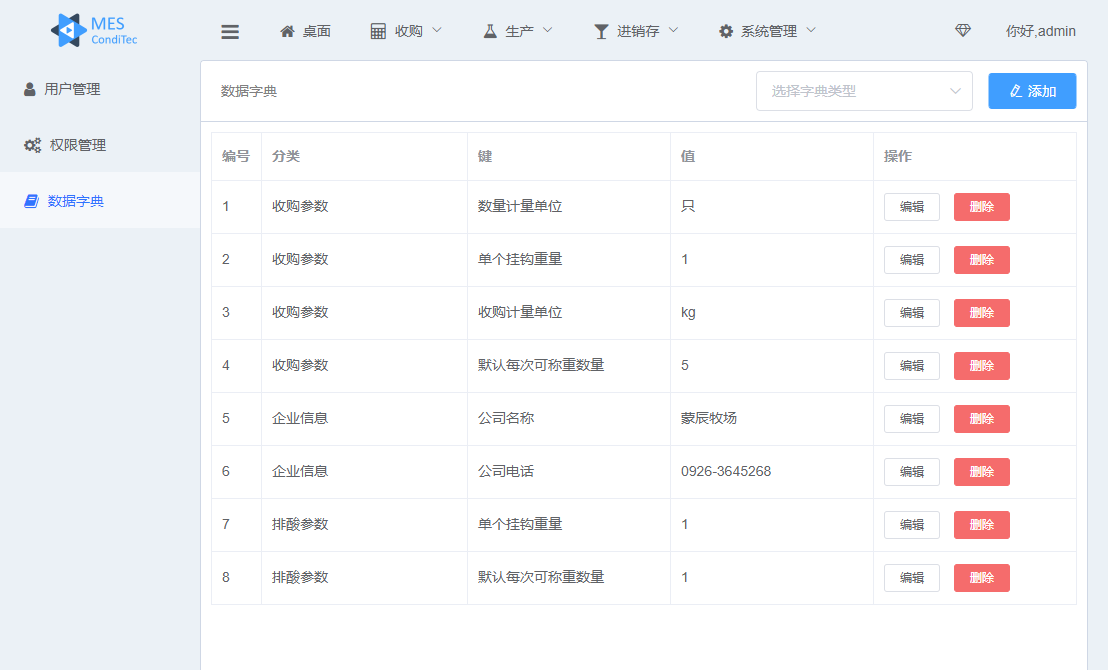 MES
CondiTec
桌面 收购 生产 进销存 系统管理 你好,admin
用户管理
权限管理
数据字典
数据字典 选择字典类型 添加
编号 分类 键 值 操作
1 收购参数 数量计量单位 只 编辑 删除
2 收购参数 单个挂钩重量 1 编辑 删除
3 收购参数 收购计量单位 kg 编辑 删除
4 收购参数 默认每次可称重数量 5 编辑 删除
5 企业信息 公司名称 蒙辰牧场 编辑 删除
6 企业信息 公司电话 0926-3645268 编辑 删除
7 排酸参数 单个挂钩重量 1 编辑 删除
8 排酸参数 默认每次可称重数量 1 编辑 删除